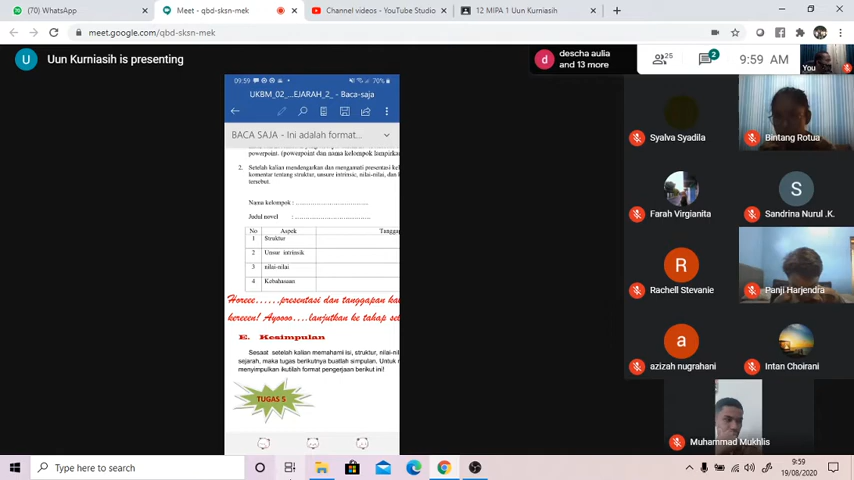 (70) WhatsApp
Meet - qbd-sksn-mek
Channel videos - YouTube Studio
12 MIPA 1 Uun Kurniasih
meet.google.com/qbd-sksn-mek
U
Uun Kurniasih is presenting
d
descha aulia
and 13 more
25
2
9:59 AM
You
09:59
70%
UKBM_02_...EJARAH_2_ - Baca-saja
BACA SAJA - Ini adalah format...
powerpoint. (powerpoint dan nama kelompok lampirkan
2. Setelah kalian mendengarkan dan mengamati presentasi kel
komentar tentang struktur, unsure intrinsic, nilai-nilai, dan k
tersebut.
Nama kelompok :
Judul novel :
No Aspek Tanggap
1 Struktur
2 Unsur intrinsik
3 nilai-nilai
4 Kebahasaan
Horeee......presentasi dan tanggapan kal
kereeen! Ayoooo....lanjutkan ke tahap sel
E. Kesimpulan
Sesaat setelah kalian memahami isi, struktur, nilai-nil
sejarah, maka tugas berikutnya buatlah simpulan. Untuk m
menyimpulkan ikutilah format pengerjaan berikut ini!
TUGAS 5
Syalva Syadila
Bintang Rotua
Farah Virgianita
S
Sandrina Nurul .K.
R
Rachell Stevanie
Panji Harjendra
a
azizah nugrahani
Intan Choirani
Muhammad Mukhlis
Type here to search
9:59
19/08/2020